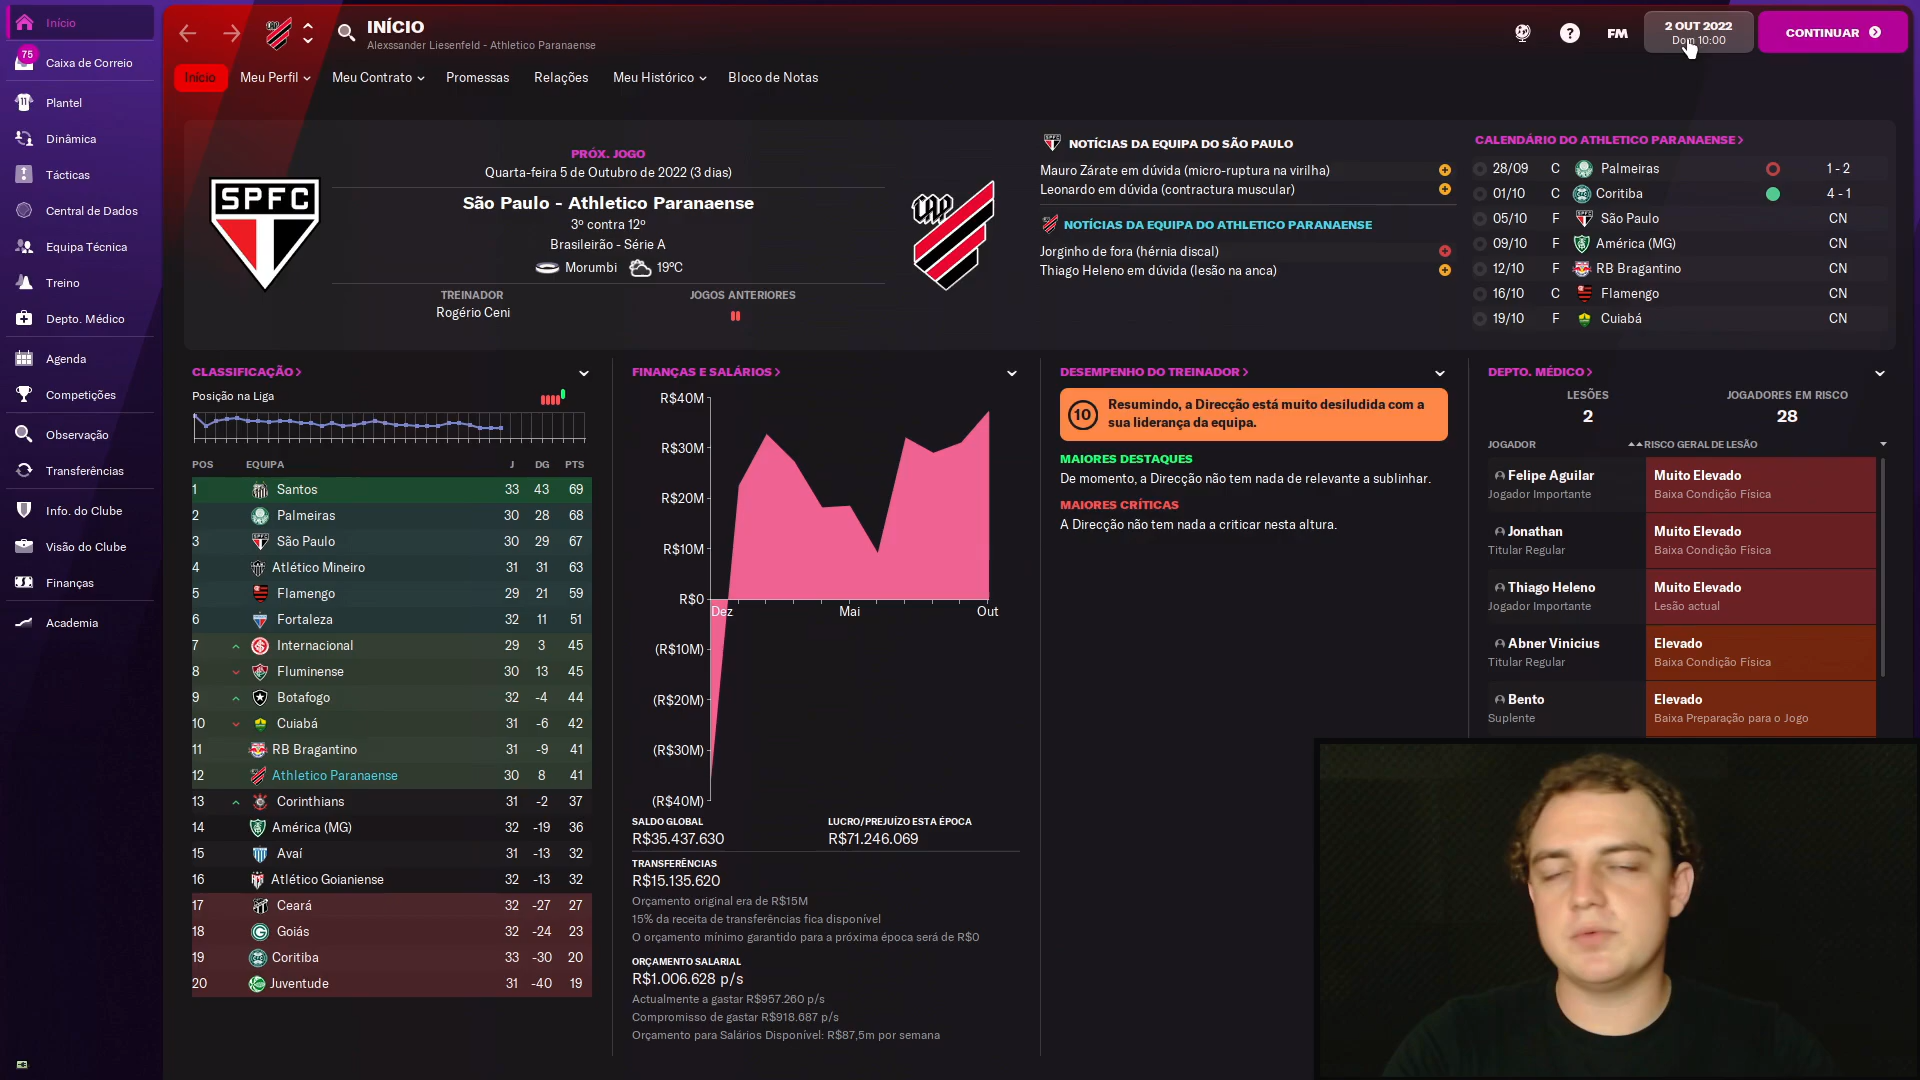 Início
75
Caixa de Correio
Plantel
Dinâmica
Tácticas
Central de Dados
Equipa Técnica
Treino
Depto. Médico
Agenda
Competições
Observação
Transferências
Info. do Clube
Visão do Clube
Finanças
Academia
CAP
INÍCIO
Alexssander Liesenfeld - Athletico Paranaense
?
FM
2 OUT 2022
Dom 10:00
CONTINUAR
Início
Meu Perfil
Meu Contrato
Promessas
Relações
Meu Histórico
Bloco de Notas
SPFC
PRÓX. JOGO
Quarta-feira 5 de Outubro de 2022 (3 dias)
São Paulo - Athletico Paranaense
3º contra 12º
Brasileirão - Série A
Morumbi
19ºC
TREINADOR
Rogério Ceni
JOGOS ANTERIORES
CAP
NOTÍCIAS DA EQUIPA DO SÃO PAULO
Mauro Zárate em dúvida (micro-ruptura na virilha)
Leonardo em dúvida (contractura muscular)
NOTÍCIAS DA EQUIPA DO ATHLETICO PARANAENSE
Jorginho de fora (hérnia discal)
Thiago Heleno em dúvida (lesão na anca)
CALENDÁRIO DO ATHLETICO PARANAENSE
28/09 C Palmeiras 1 - 2
01/10 C Coritiba 4 - 1
05/10 F São Paulo CN
09/10 F América (MG) CN
12/10 F RB Bragantino CN
16/10 C Flamengo CN
19/10 F Cuiabá CN
CLASSIFICAÇÃO
Posição na Liga
POS EQUIPA J DG PTS
1 Santos 33 43 69
2 Palmeiras 30 28 68
3 São Paulo 30 29 67
4 Atlético Mineiro 31 31 63
5 Flamengo 29 21 59
6 Fortaleza 32 11 51
7 Internacional 29 3 45
8 Fluminense 30 13 45
9 Botafogo 32 -4 44
10 Cuiabá 31 -6 42
11 RB Bragantino 31 -9 41
12 Athletico Paranaense 30 8 41
13 Corinthians 31 -2 37
14 América (MG) 32 -19 36
15 Avaí 31 -13 32
16 Atlético Goianiense 32 -13 32
17 Ceará 32 -27 27
18 Goiás 32 -24 23
19 Coritiba 33 -30 20
20 Juventude 31 -40 19
FINANÇAS E SALÁRIOS
R$40M
R$30M
R$20M
R$10M
R$0
Dez Mai Out
(R$10M)
(R$20M)
(R$30M)
(R$40M)
SALDO GLOBAL
R$35.437.630
LUCRO/PREJUÍZO ESTA ÉPOCA
R$71.246.069
TRANSFERÊNCIAS
R$15.135.620
Orçamento original era de R$15M
15% da receita de transferências fica disponível
O orçamento mínimo garantido para a próxima época será de R$0
ORÇAMENTO SALARIAL
R$1.006.628 p/s
Actualmente a gastar R$957.260 p/s
Compromisso de gastar R$918.687 p/s
Orçamento para Salários Disponível: R$87,5m por semana
DESEMPENHO DO TREINADOR
10
Resumindo, a Direcção está muito desiludida com a
sua liderança da equipa.
MAIORES DESTAQUES
De momento, a Direcção não tem nada de relevante a sublinhar.
MAIORES CRÍTICAS
A Direcção não tem nada a criticar nesta altura.
DEPTO. MÉDICO
LESÕES
2
JOGADORES EM RISCO
28
JOGADOR RISCO GERAL DE LESÃO
Felipe Aguilar Muito Elevado
Jogador Importante Baixa Condição Física
Jonathan Muito Elevado
Titular Regular Baixa Condição Física
Thiago Heleno Muito Elevado
Jogador Importante Lesão actual
Abner Vinicius Elevado
Titular Regular Baixa Condição Física
Bento Elevado
Suplente Baixa Preparação para o Jogo